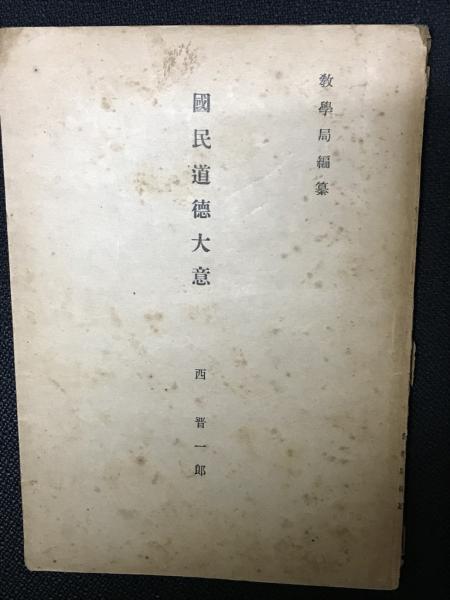 教學局編纂
國民道德大意
西晋一郎